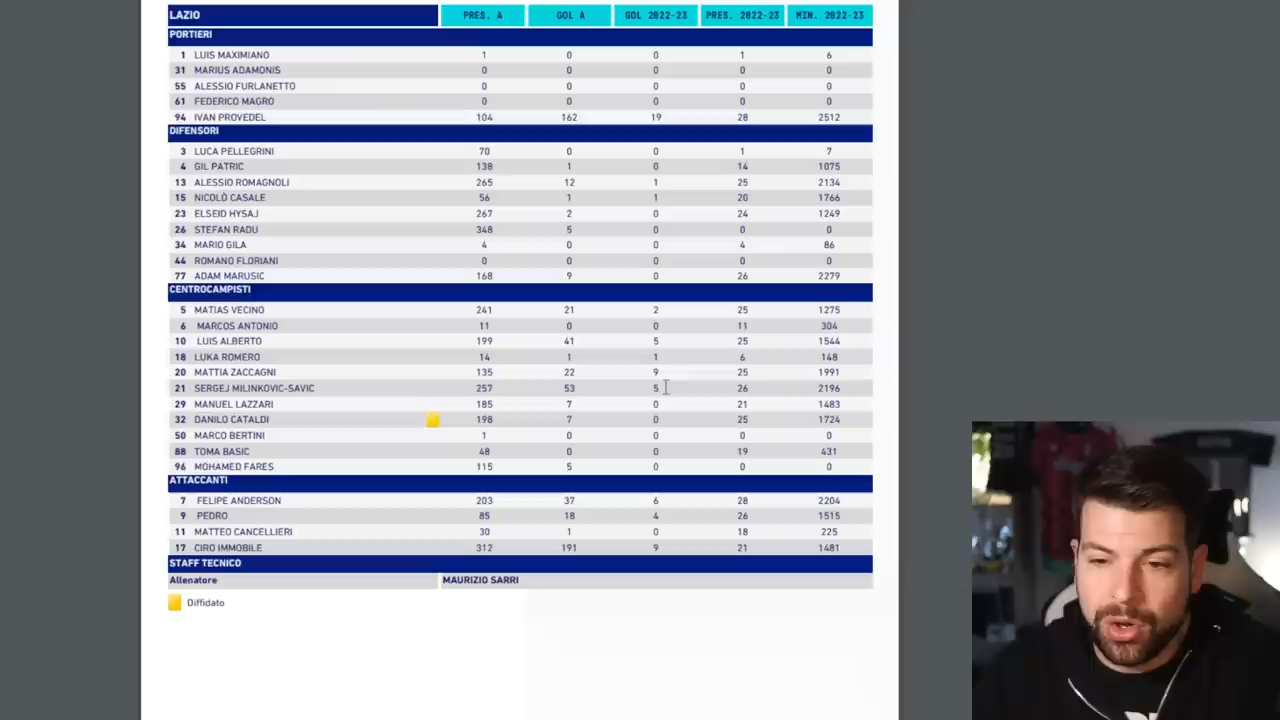 LAZIO PRES. A GOL A GOL 2022-23 PRES. 2022-23 MIN. 2022-23
PORTIERI
1 LUIS MAXIMIANO 1 0 0 1 6
31 MARIUS ADAMONIS 0 0 0 0 0
55 ALESSIO FURLANETTO 0 0 0 0 0
61 FEDERICO MAGRO 0 0 0 0 0
94 IVAN PROVEDEL 104 162 19 28 2512
DIFENSORI
3 LUCA PELLEGRINI 70 0 0 1 7
4 GIL PATRIC 138 1 0 14 1075
13 ALESSIO ROMAGNOLI 265 12 1 25 2134
15 NICOLÒ CASALE 56 1 1 20 1766
23 ELSEID HYSAJ 267 2 0 24 1249
26 STEFAN RADU 348 5 0 0 0
34 MARIO GILA 4 0 0 4 86
44 ROMANO FLORIANI 0 0 0 0 0
77 ADAM MARUSIC 168 9 0 26 2279
CENTROCAMPISTI
5 MATIAS VECINO 241 21 2 25 1275
6 MARCOS ANTONIO 11 0 0 11 304
10 LUIS ALBERTO 199 41 5 25 1544
18 LUKA ROMERO 14 1 1 6 148
20 MATTIA ZACCAGNI 135 22 9 25 1991
21 SERGEJ MILINKOVIC-SAVIC 257 53 5 26 2196
29 MANUEL LAZZARI 185 7 0 21 1483
32 DANILO CATALDI 198 7 0 25 1724
50 MARCO BERTINI 1 0 0 0 0
88 TOMA BASIC 48 0 0 19 431
96 MOHAMED FARES 115 5 0 0 0
ATTACCANTI
7 FELIPE ANDERSON 203 37 6 28 2204
9 PEDRO 85 18 4 26 1515
11 MATTEO CANCELLIERI 30 1 0 18 225
17 CIRO IMMOBILE 312 191 9 21 1481
STAFF TECNICO
Allenatore MAURIZIO SARRI
Diffidato